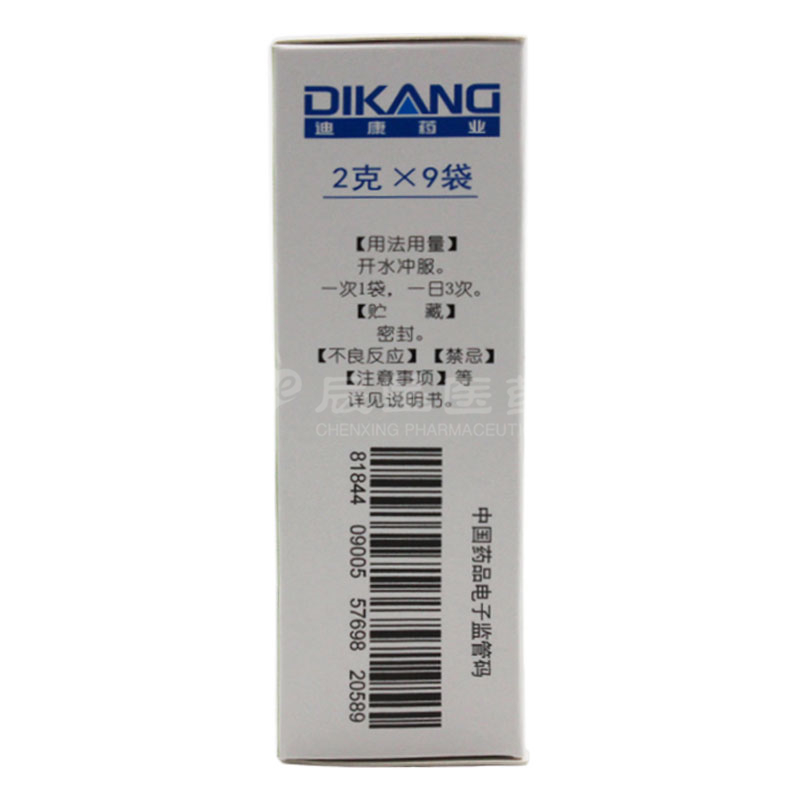 DIKANG
迪康药业
2克×9袋
【用法用量】
开水冲服。
一次1袋，一日3次。
【贮　藏】
密封。
【不良反应】【禁忌】
【注意事项】等
详见说明书。
CHENXING PHARMACEUTI
81844 09005 57698 20589
中国药品电子监管码